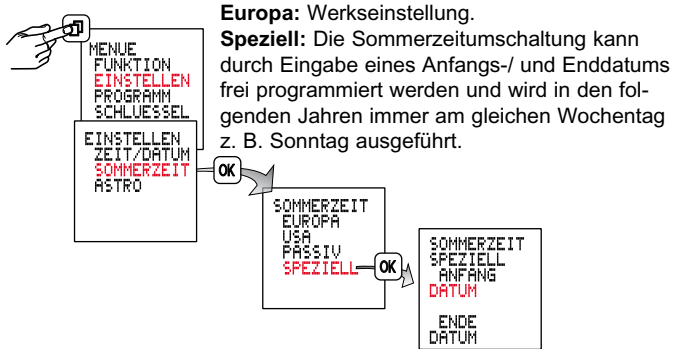 Europa: Werkseinstellung.
Speziell: Die Sommerzeitumschaltung kann
durch Eingabe eines Anfangs-/ und Enddatums
frei programmiert werden und wird in den fol-
genden Jahren immer am gleichen Wochentag
z. B. Sonntag ausgeführt.
MENUE
FUNKTION
EINSTELLEN
PROGRAMM
SCHLUESSEL
EINSTELLEN
ZEIT/DATUM
SOMMERZEIT
ASTRO
OK
SOMMERZEIT
EUROPA
USA
PASSIV
SPEZIELL
OK
SOMMERZEIT
SPEZIELL
ANFANG
DATUM
ENDE
DATUM